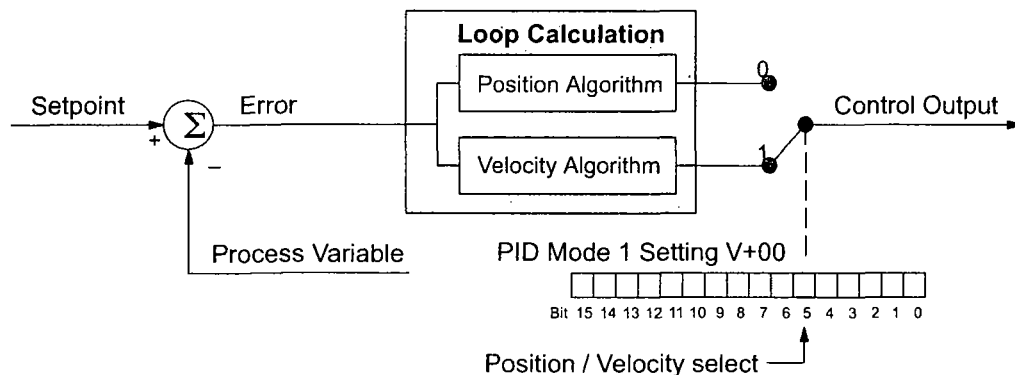 Loop Calculation
Position Algorithm
0
Setpoint
Error
Control Output
+
Σ
−
Velocity Algorithm
1
Process Variable
PID Mode 1 Setting V+00
Bit 15 14 13 12 11 10 9 8 7 6 5 4 3 2 1 0
Position / Velocity select